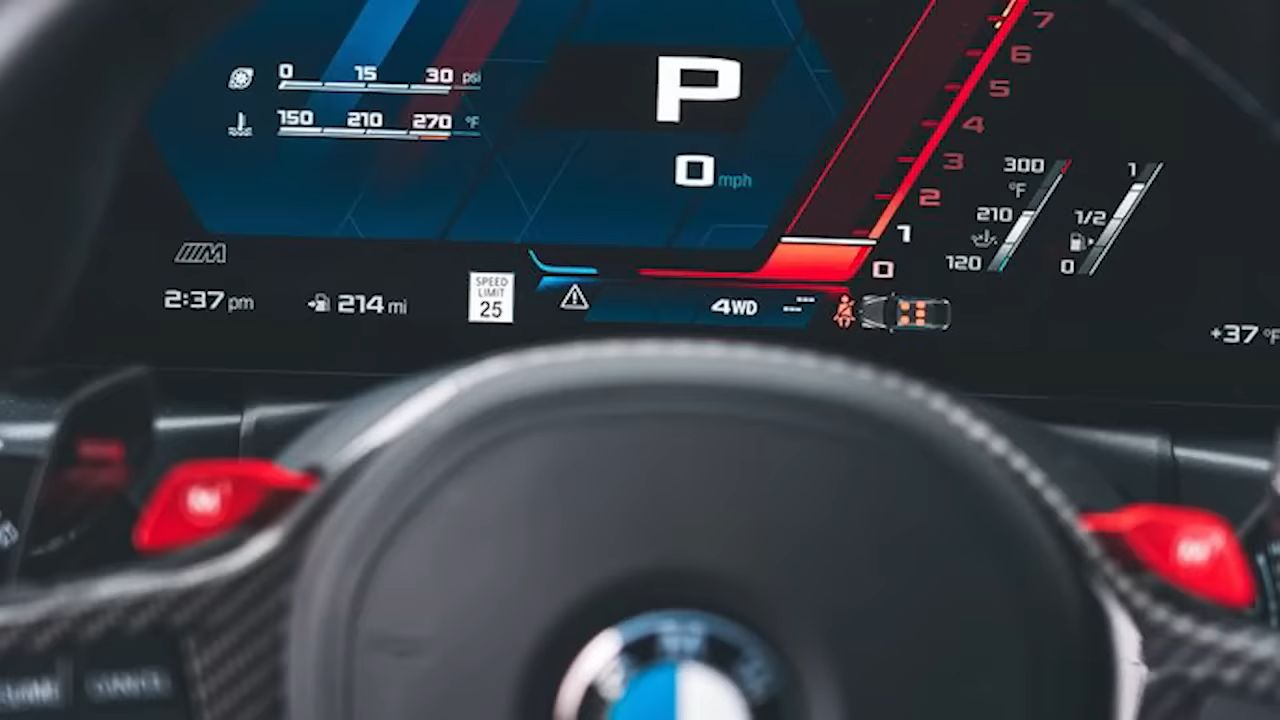 7
6
5
4
3
2
1
0
0 15 30 psi
150 210 270 °F
P
0 mph
300
°F
210
120
1
1/2
0
M
2:37 pm
214 mi
SPEED
LIMIT
25
4WD
--- ---
+37 °F
CANCEL